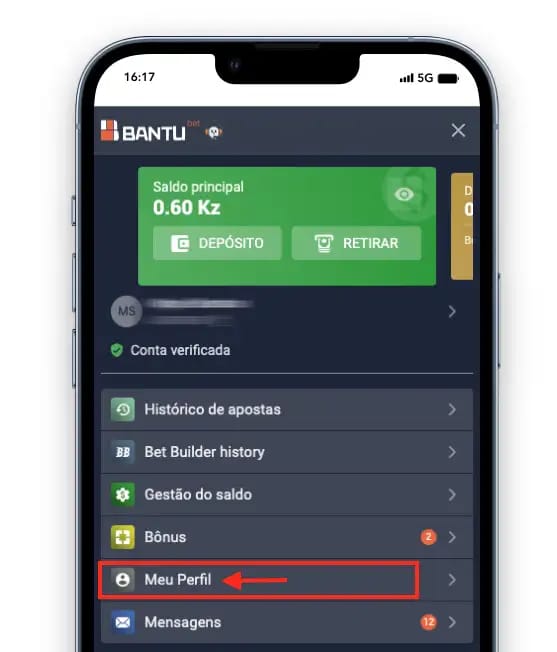 16:17
5G
BANTU bet
Saldo principal
0.60 Kz
DEPÓSITO
RETIRAR
D
0
B
MS
Conta verificada
Histórico de apostas
BB Bet Builder history
Gestão do saldo
Bônus 2
Meu Perfil
Mensagens 12